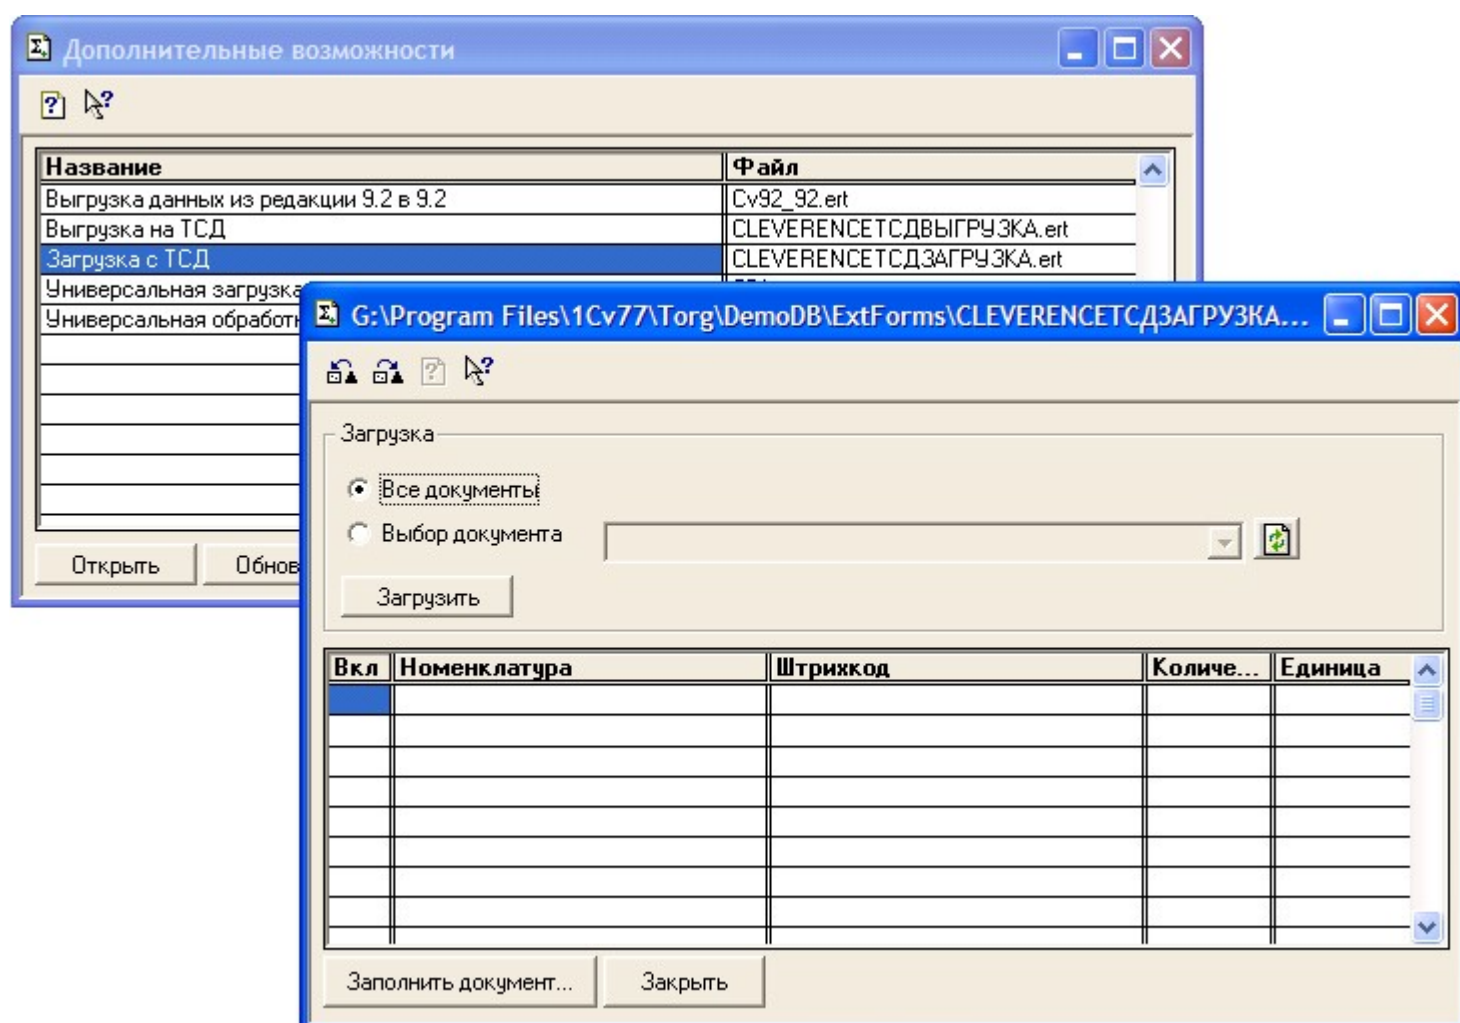 Дополнительные возможности
Название Файл
Выгрузка данных из редакции 9.2 в 9.2 Cv92_92.ert
Выгрузка на ТСД CLEVERENCEТСДВЫГРУЗКА.ert
Загрузка с ТСД CLEVERENCEТСДЗАГРУЗКА.ert
Универсальная загрузка
Универсальная обработк
Открыть Обнов
G:\Program Files\1Cv77\Torg\DemoDB\ExtForms\CLEVERENCEТСДЗАГРУЗКА...
Загрузка
Все документы
Выбор документа
Загрузить
Вкл Номенклатура Штрихкод Количе... Единица
Заполнить документ... Закрыть